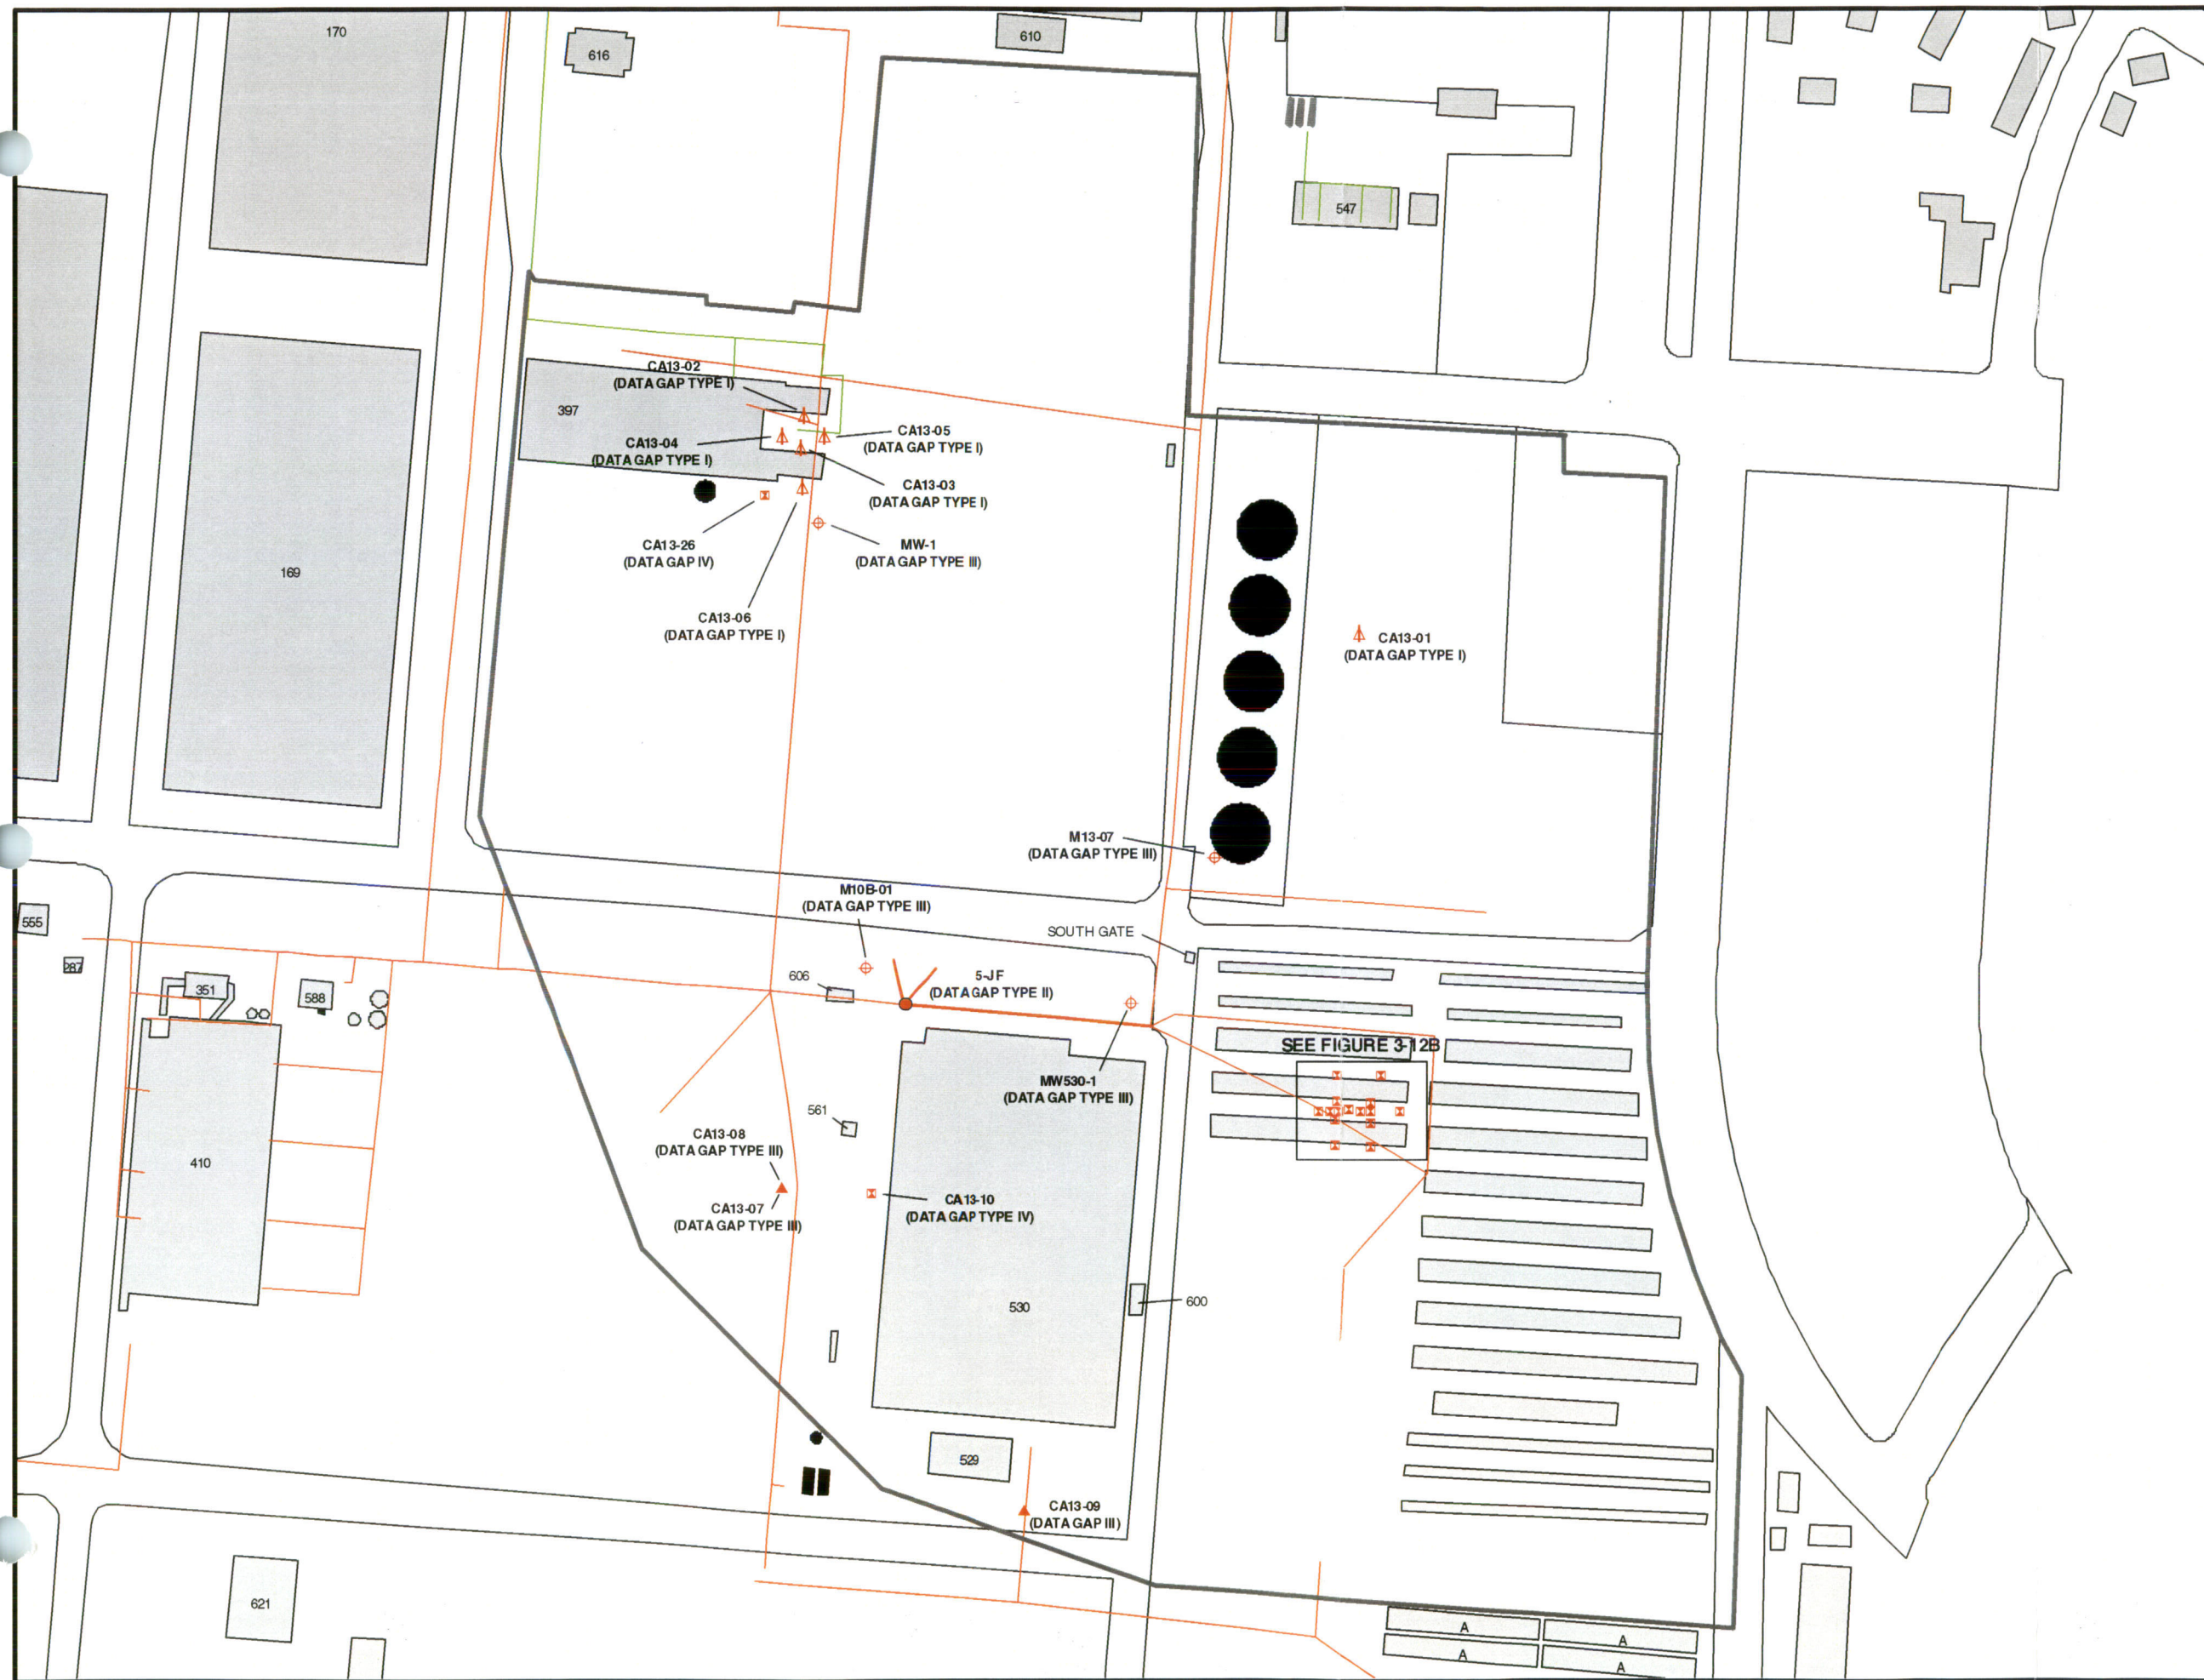 170
616
610
547
CA13-02
(DATA GAP TYPE I)
397
CA13-04
(DATA GAP TYPE I)
CA13-05
(DATA GAP TYPE I)
CA13-03
(DATA GAP TYPE I)
CA13-26
(DATA GAP IV)
MW-1
(DATA GAP TYPE III)
169
CA13-06
(DATA GAP TYPE I)
CA13-01
(DATA GAP TYPE I)
M13-07
(DATA GAP TYPE III)
M10B-01
(DATA GAP TYPE III)
555
SOUTH GATE
287
351
588
606
5-JF
(DATA GAP TYPE II)
SEE FIGURE 3-12B
MW530-1
(DATA GAP TYPE III)
561
CA13-08
(DATA GAP TYPE III)
410
CA13-07
(DATA GAP TYPE III)
CA13-10
(DATA GAP TYPE IV)
530
600
529
CA13-09
(DATA GAP III)
621
A
A
A
A